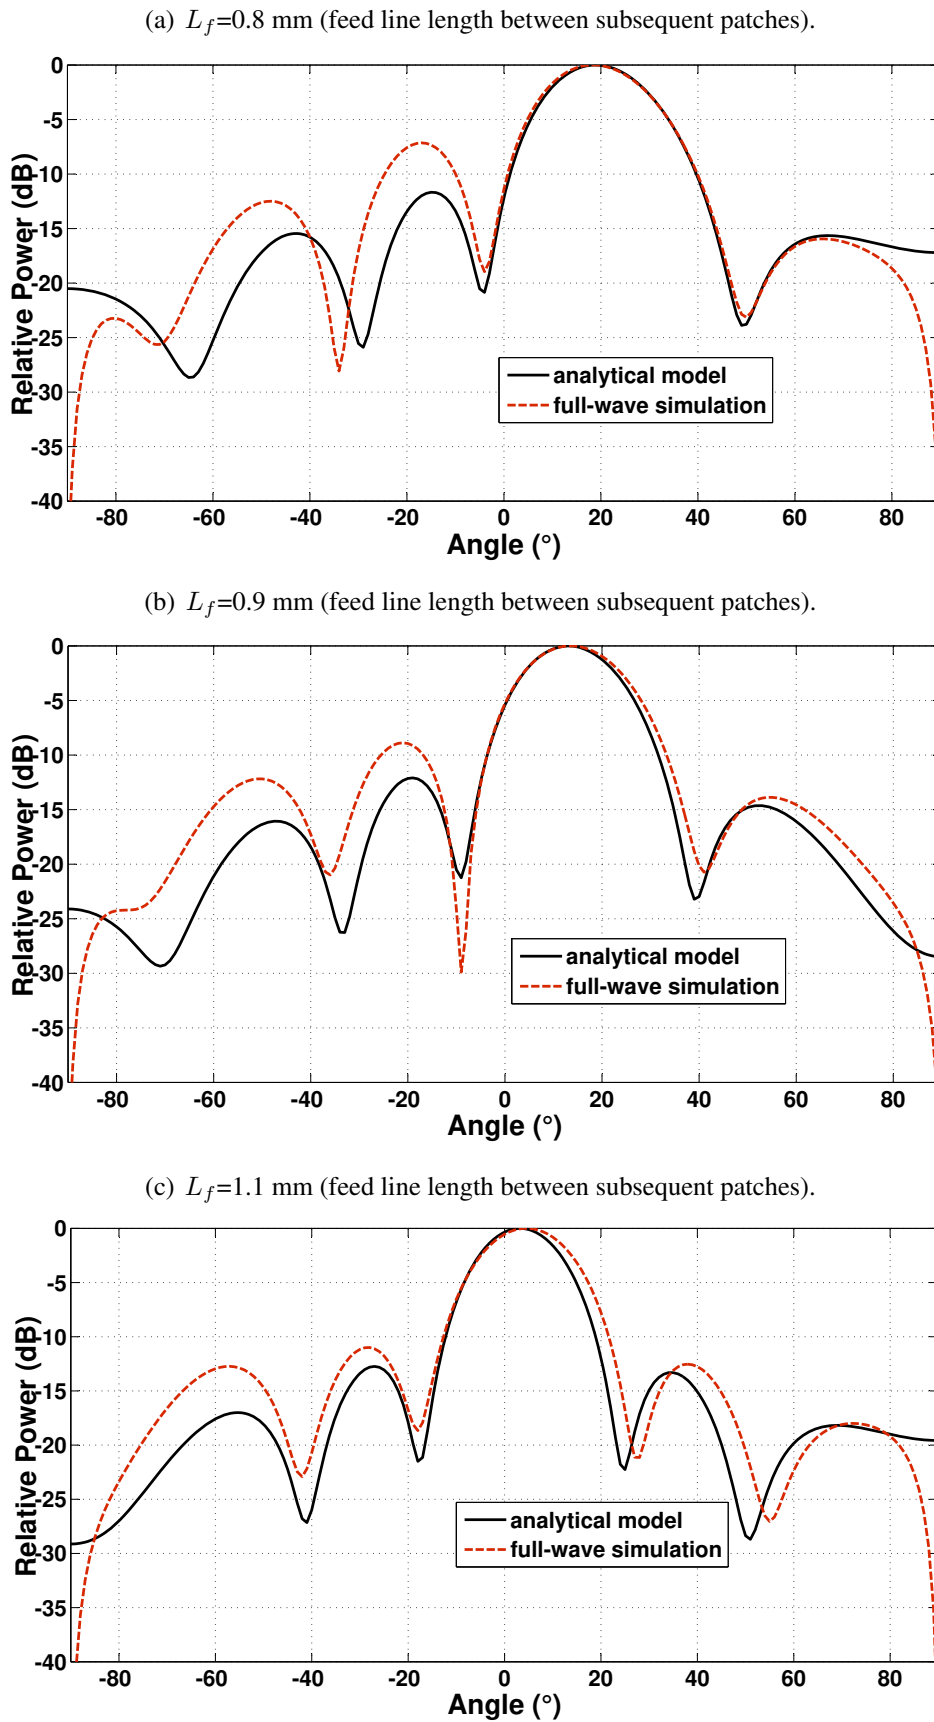 (a) L_f=0.8 mm (feed line length between subsequent patches).
0
-5
-10
-15
-20
-25
-30
-35
-40
Relative Power (dB)
analytical model
full-wave simulation
-80 -60 -40 -20 0 20 40 60 80
Angle (°)
(b) L_f=0.9 mm (feed line length between subsequent patches).
0
-5
-10
-15
-20
-25
-30
-35
-40
Relative Power (dB)
analytical model
full-wave simulation
-80 -60 -40 -20 0 20 40 60 80
Angle (°)
(c) L_f=1.1 mm (feed line length between subsequent patches).
0
-5
-10
-15
-20
-25
-30
-35
-40
Relative Power (dB)
analytical model
full-wave simulation
-80 -60 -40 -20 0 20 40 60 80
Angle (°)